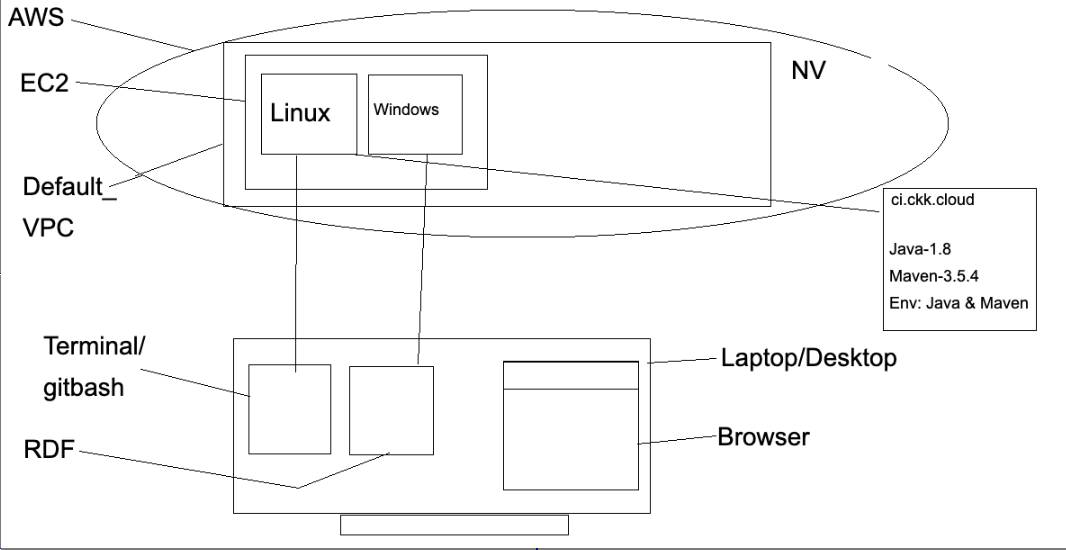 AWS
NV
EC2
Linux
Windows
Default_
VPC
ci.ckk.cloud
Java-1.8
Maven-3.5.4
Env: Java & Maven
Terminal/
gitbash
Laptop/Desktop
Browser
RDF